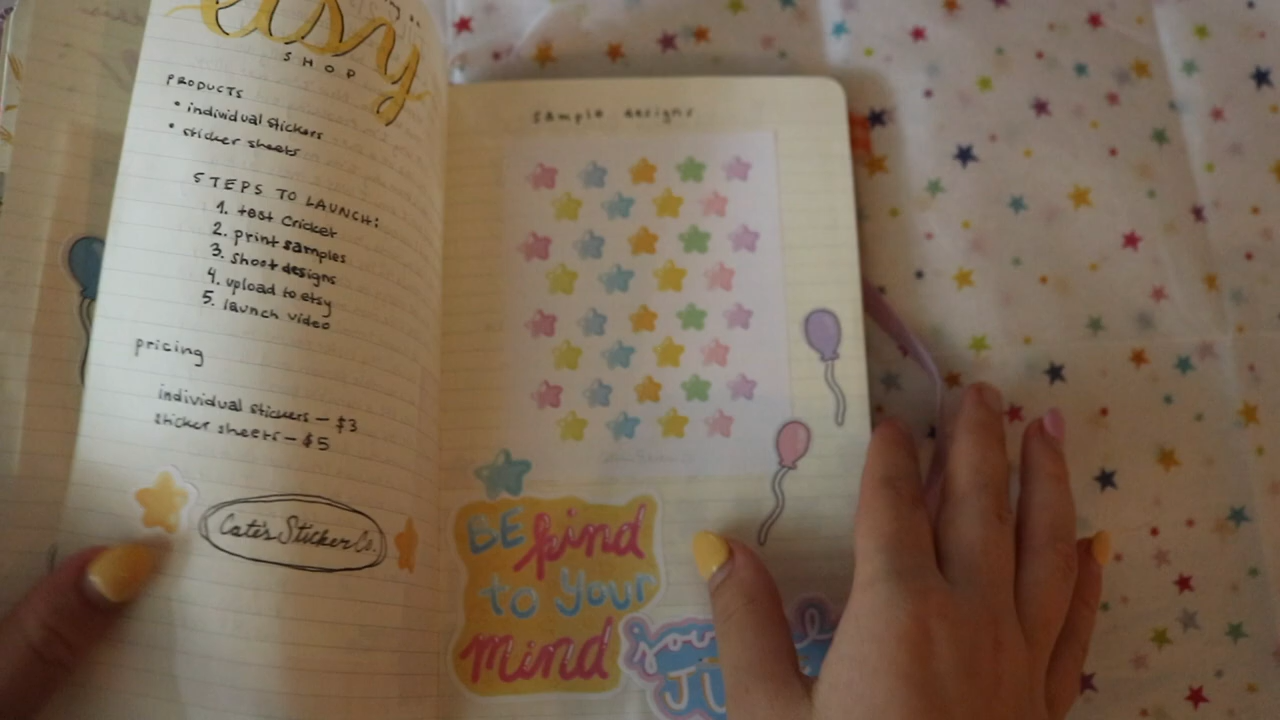 etsy
SHOP
PRODUCTS
• individual stickers
• sticker sheets
STEPS TO LAUNCH:
1. test Cricket
2. print samples
3. shoot designs
4. upload to etsy
5. launch video
pricing
individual stickers — $3
sticker sheets — $5
Cate's Sticker Co.
sample designs
BE kind
to Your
mind